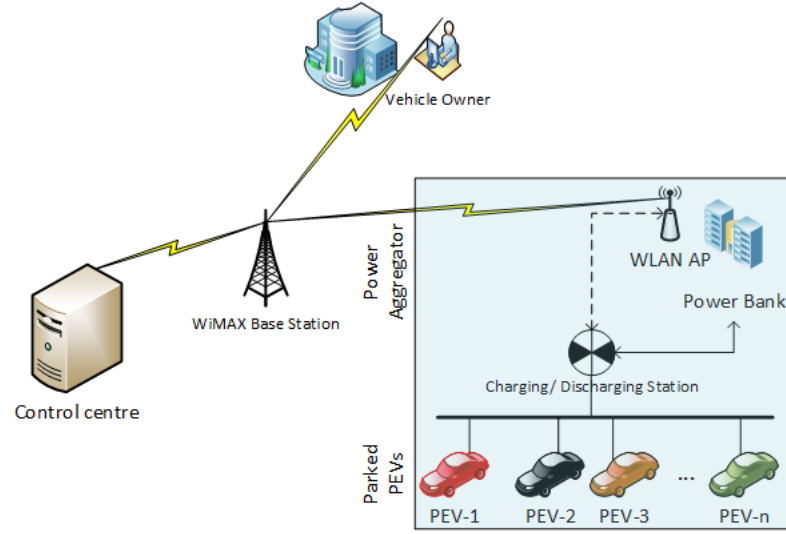 Vehicle Owner
WLAN AP
Power
Aggregator
Power Bank
WiMAX Base Station
Control centre
Charging/ Discharging Station
Parked
PEVs
PEV-1
PEV-2
PEV-3
...
PEV-n